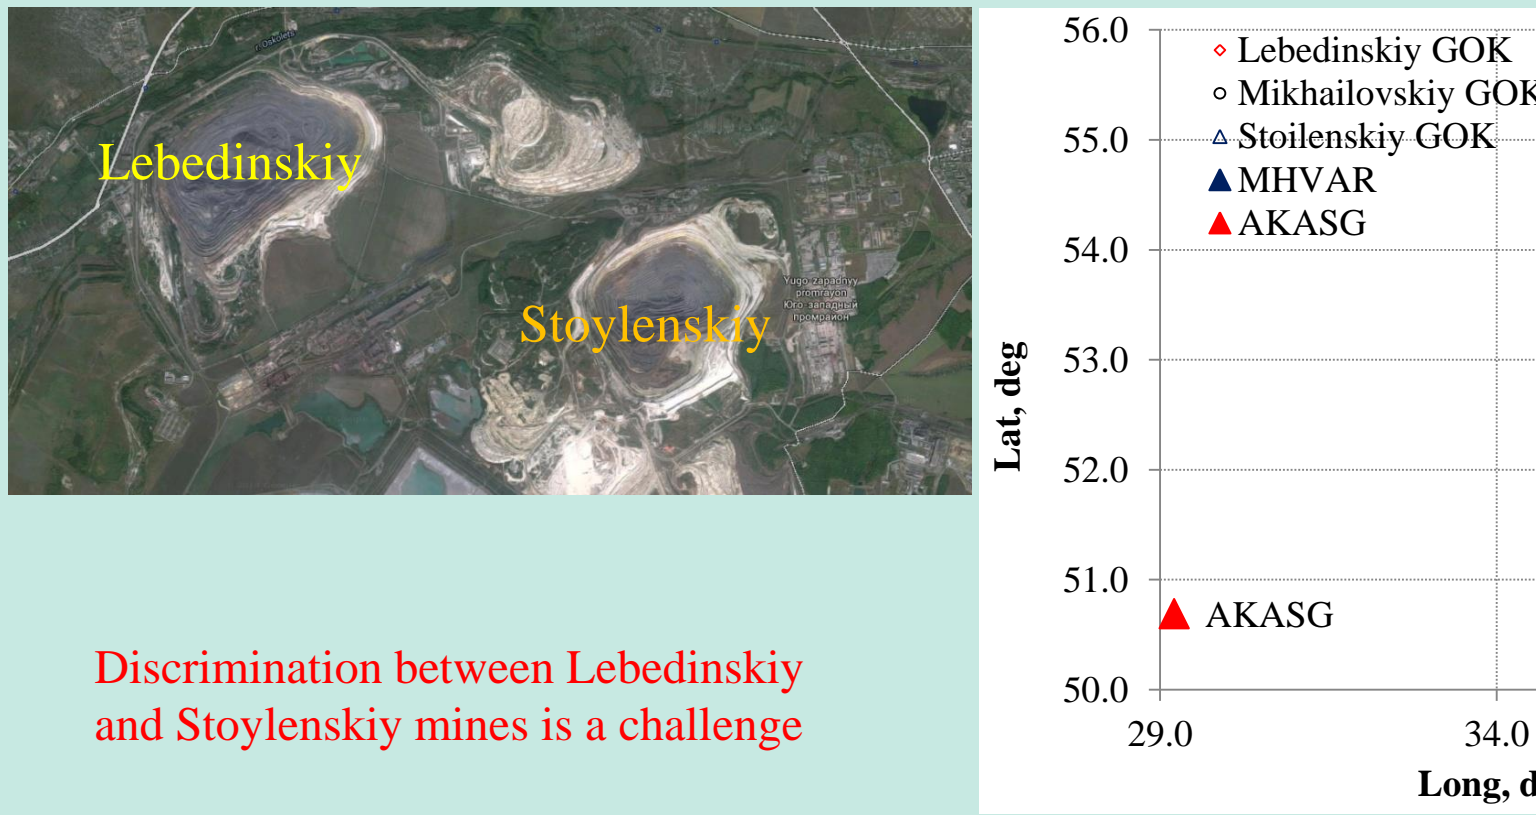 r. Oskolets
Lebedinskiy
Stoylenskiy
Yugo-zapadnyy
promrayon
Юго-западный
промрайон
Discrimination between Lebedinskiy
and Stoylenskiy mines is a challenge
56.0
55.0
54.0
53.0
52.0
51.0
50.0
Lat, deg
Lebedinskiy GOK
Mikhailovskiy GOK
Stoilenskiy GOK
MHVAR
AKASG
AKASG
29.0
34.0
Long, d